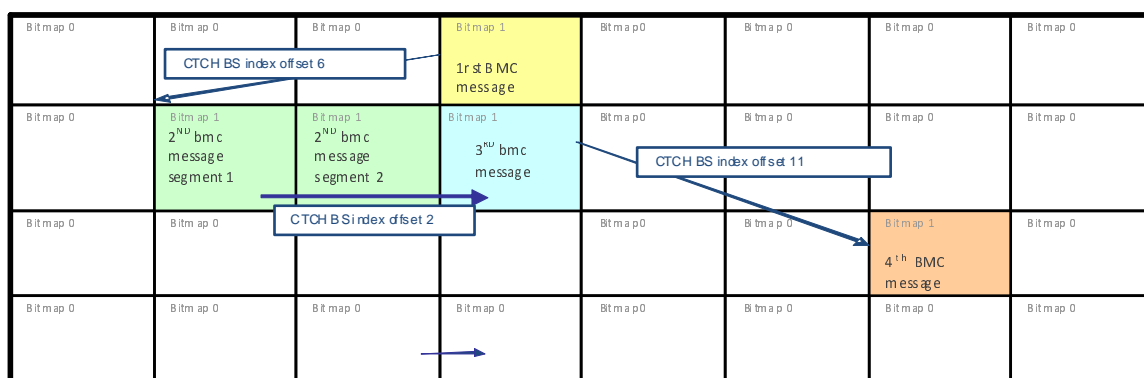 Bitmap 0 Bitmap 0 Bitmap 0 Bitmap 1 Bitmap 0 Bitmap 0 Bitmap 0 Bitmap 0
CTCH BS index offset 6
1rst BMC
message
Bitmap 0 Bitmap 1 Bitmap 1 Bitmap 1 Bitmap 0 Bitmap 0 Bitmap 0 Bitmap 0
2ND bmc
message
segment 1
2ND bmc
message
segment 2
3RD bmc
message
CTCH BS index offset 11
CTCH BS index offset 2
Bitmap 0 Bitmap 0 Bitmap 0 Bitmap 0 Bitmap 0 Bitmap 0 Bitmap 1 Bitmap 0
4th BMC
message
Bitmap 0 Bitmap 0 Bitmap 0 Bitmap 0 Bitmap 0 Bitmap 0 Bitmap 0 Bitmap 0